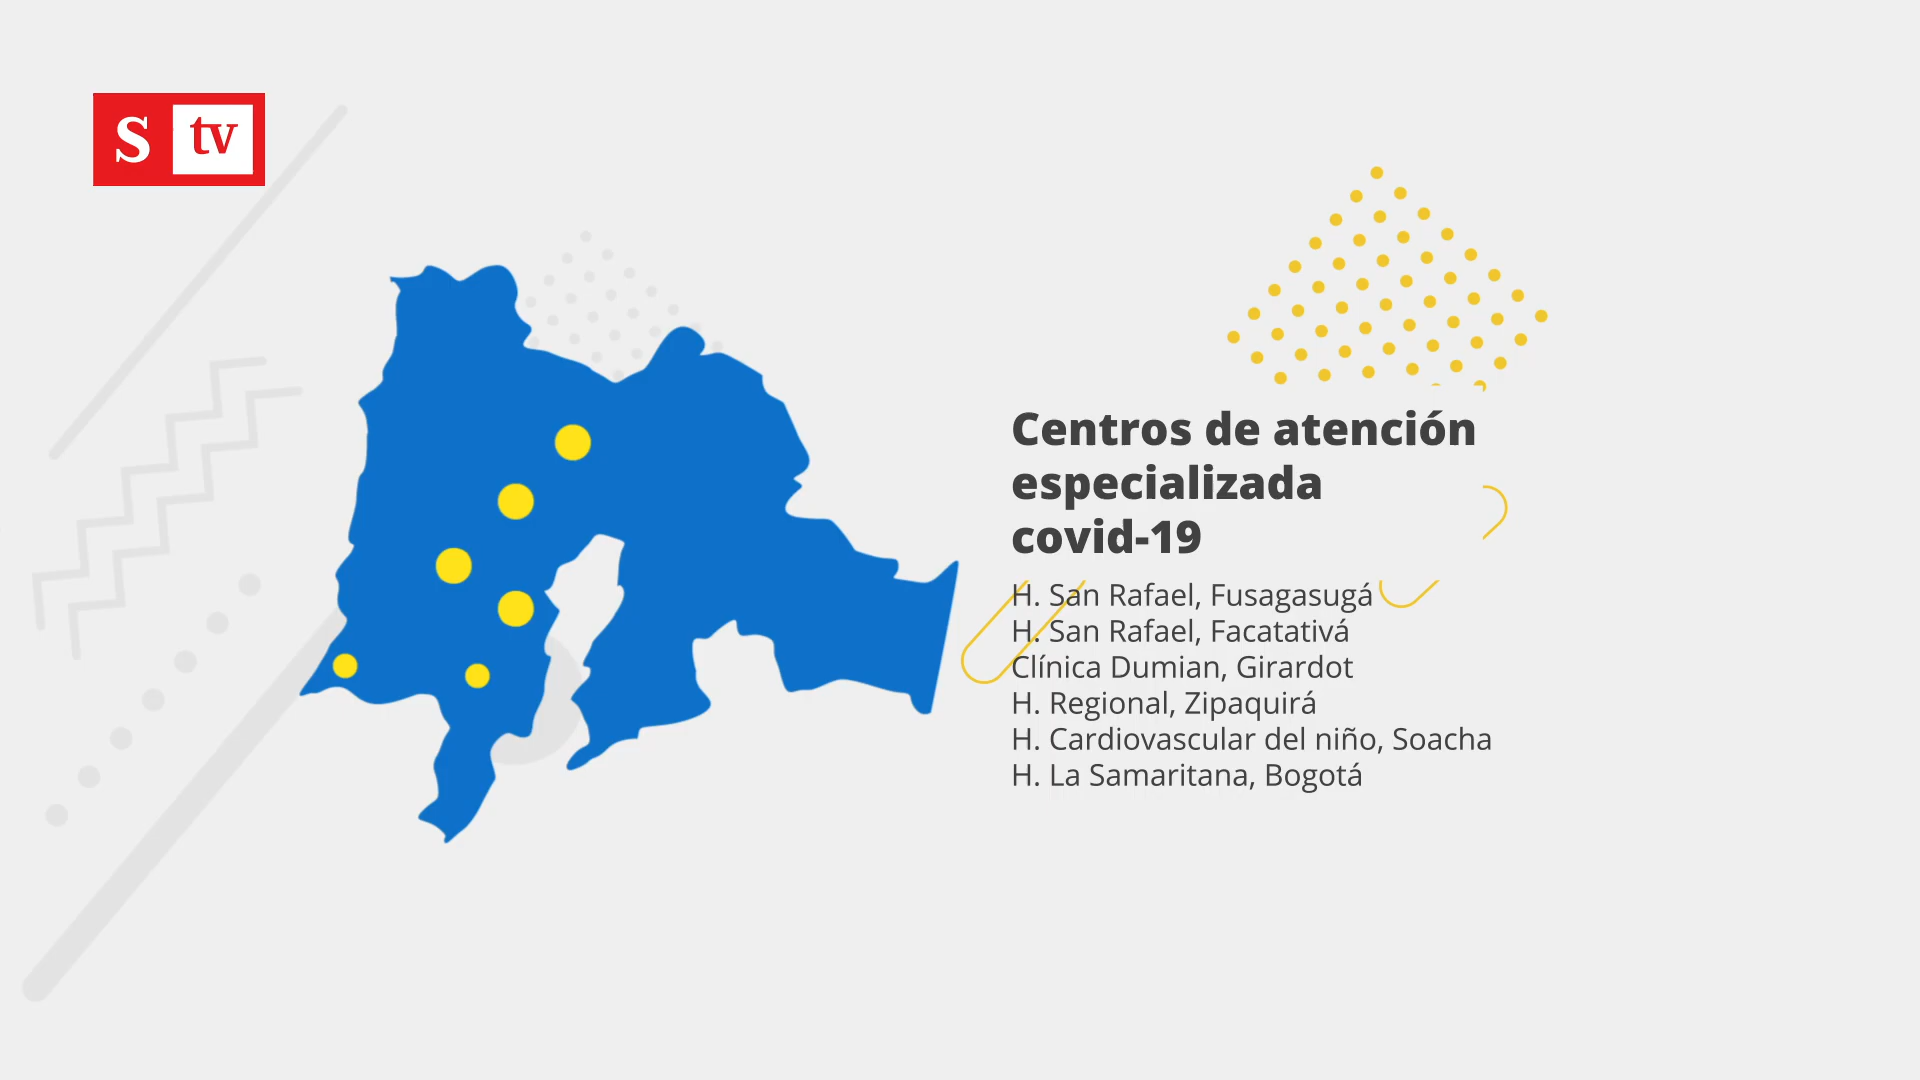 S tv
Centros de atención
especializada
covid-19
H. San Rafael, Fusagasugá
H. San Rafael, Facatativá
Clínica Dumian, Girardot
H. Regional, Zipaquirá
H. Cardiovascular del niño, Soacha
H. La Samaritana, Bogotá